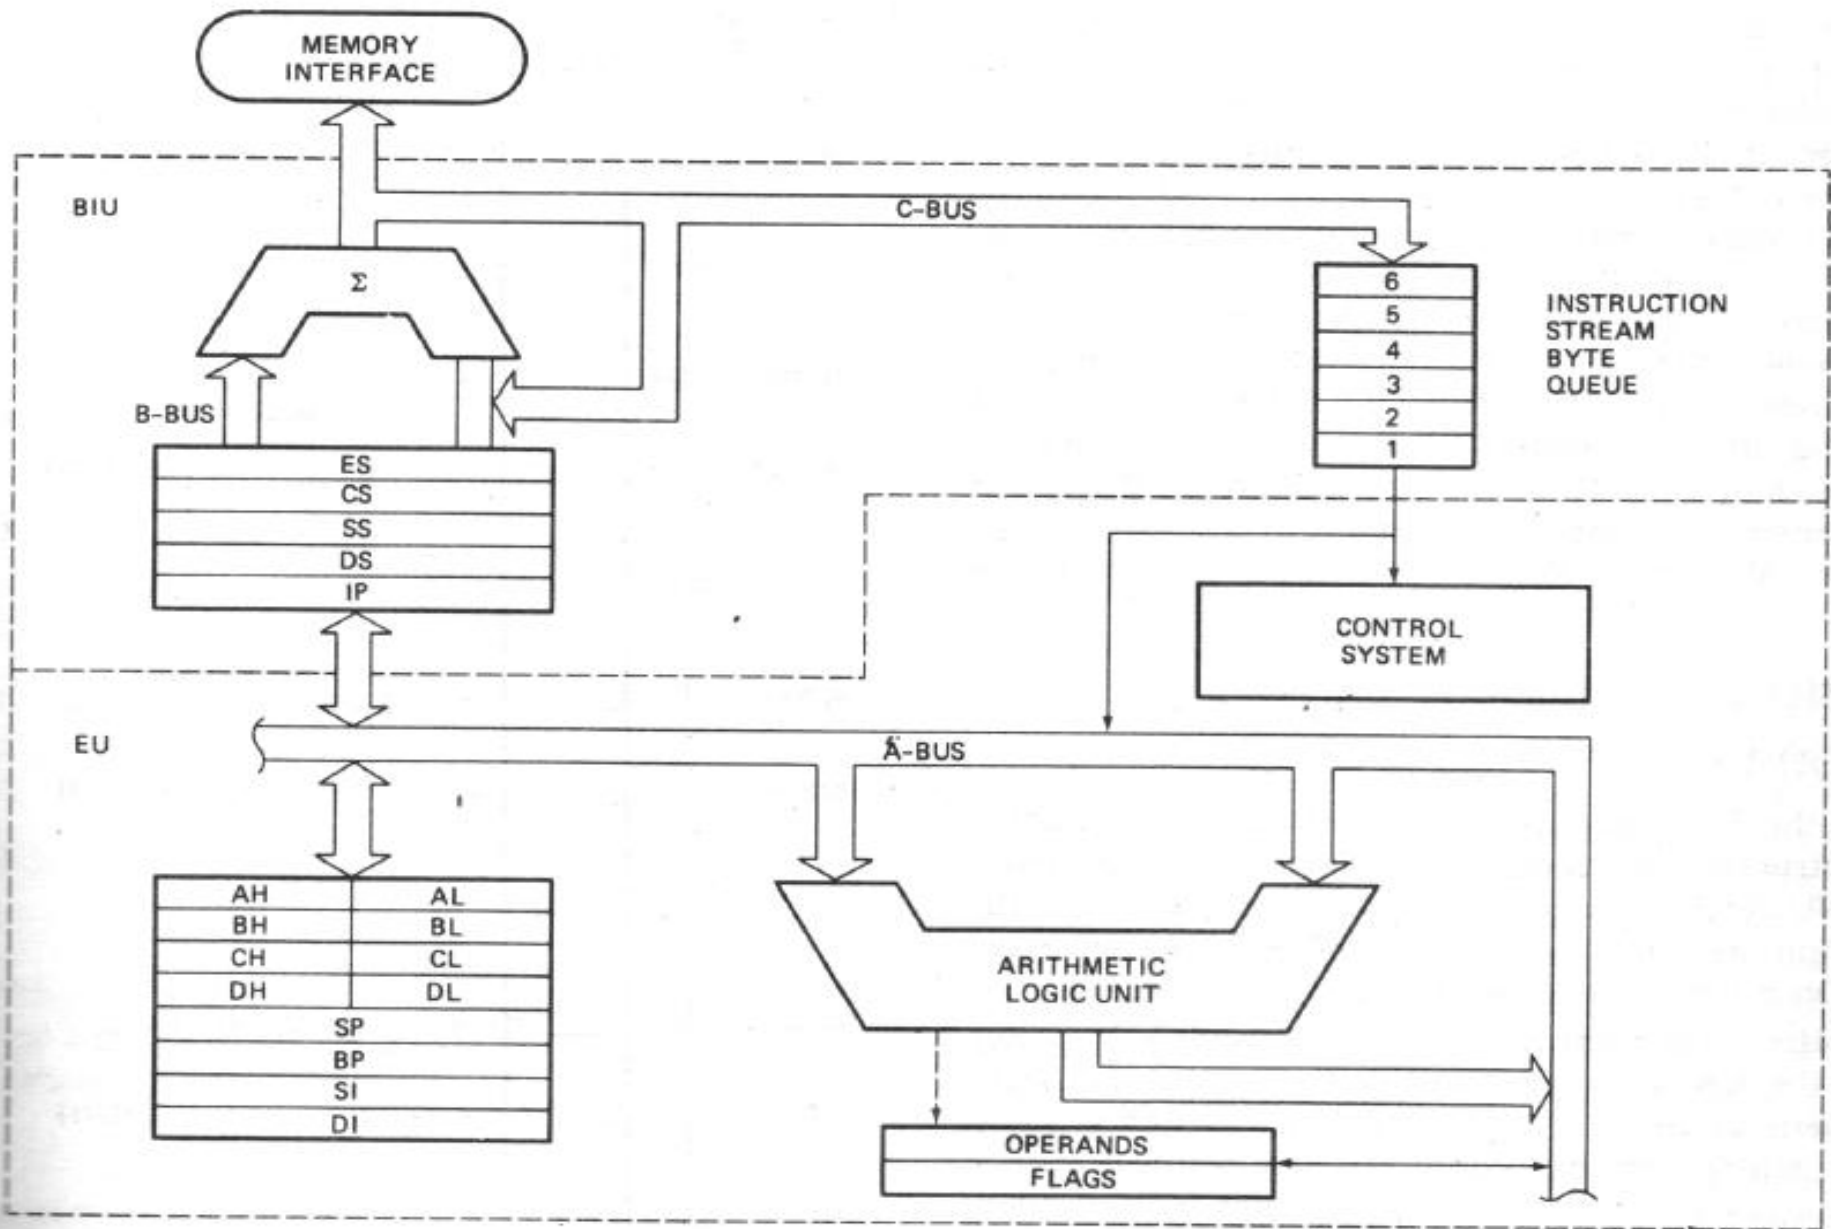 MEMORY
INTERFACE
BIU
C-BUS
Σ
B-BUS
ES
CS
SS
DS
IP
6
5
4
3
2
1
INSTRUCTION
STREAM
BYTE
QUEUE
CONTROL
SYSTEM
EU
A-BUS
AH AL
BH BL
CH CL
DH DL
SP
BP
SI
DI
ARITHMETIC
LOGIC UNIT
OPERANDS
FLAGS